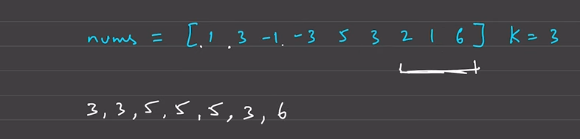 nums = [ 1 3 -1 -3 5 3 2 1 6 ] K = 3
3, 3, 5, 5, 5, 3, 6